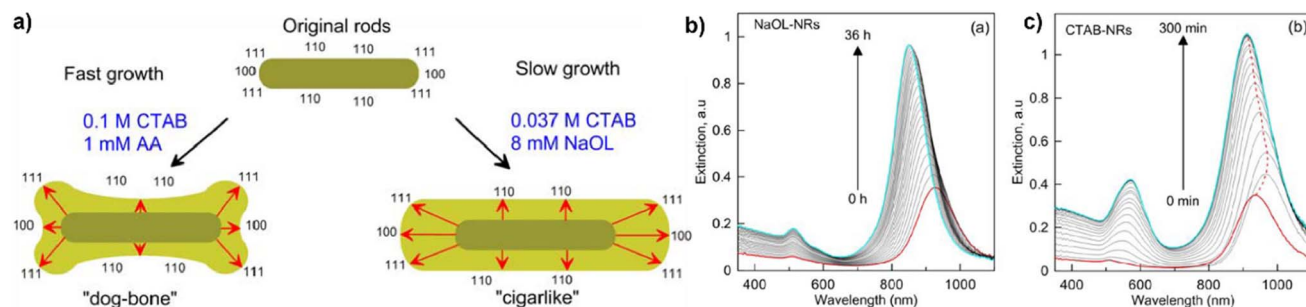 a)
Original rods
111 110 110 111
100 100
111 110 110 111
Fast growth
Slow growth
0.1 M CTAB
1 mM AA
0.037 M CTAB
8 mM NaOL
111 110 110 111
100 100
111 110 110 111
"dog-bone"
111 110 110 111
100
111 110 110 111
"cigarlike"
b)
NaOL-NRs
(a)
36 h
0 h
Extinction, a.u
1
0.8
0.6
0.4
0.2
0
400 600 800 1000
Wavelength (nm)
c)
CTAB-NRs
(b)
300 min
0 min
Extinction, a.u
1
0.8
0.6
0.4
0.2
0
400 600 800 1000
Wavelength (nm)